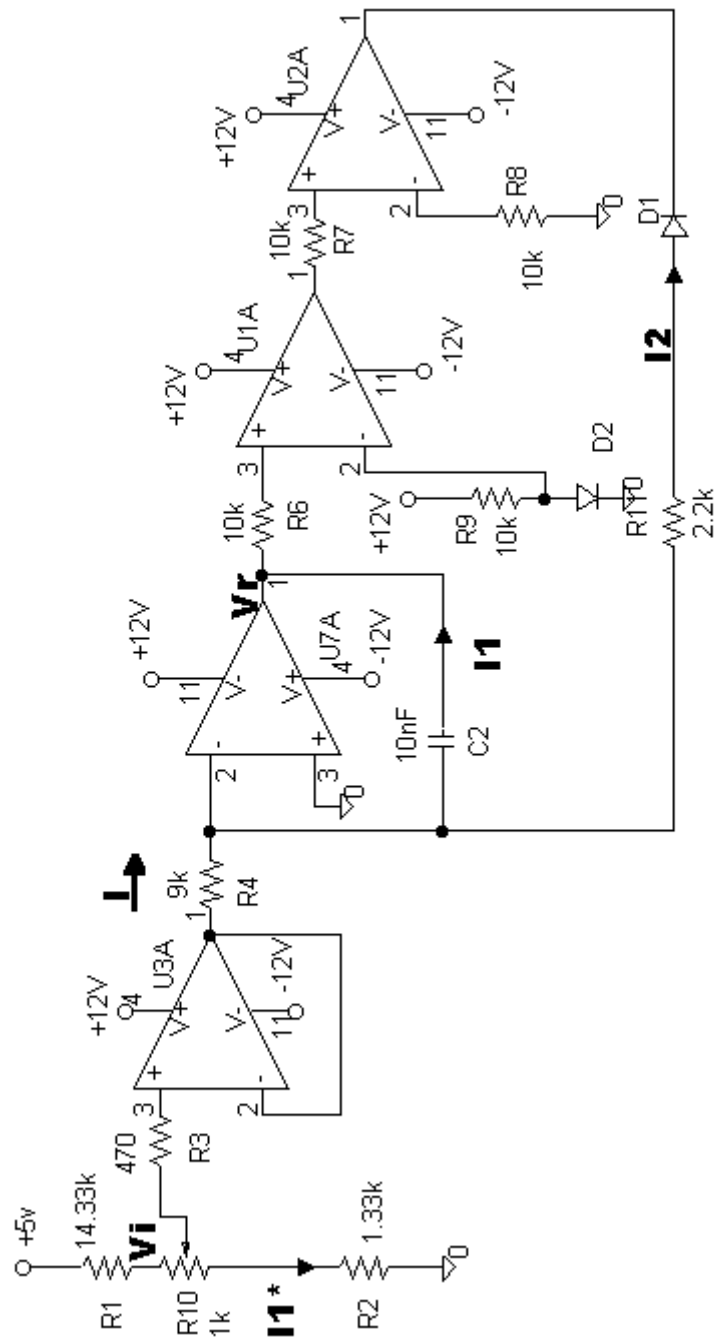 +5v
14.33k
R1
Vi
R10
1k
I1*
R2
1.33k
0
470
R3
3
2
+
-
+12V
4
V+
U3A
V-
11
-12V
1
9k
R4
I
2
3
-
+
0
+12V
11
V-
V+
4
U7A
-12V
Vr
1
10nF
C2
I1
10k
R6
3
2
+
-
+12V
4
U1A
V+
V-
11
-12V
1
+12V
R9
10k
D2
0
R1
2.2k
I2
10k
R7
3
2
+
-
+12V
4
U2A
V+
V-
11
-12V
1
R8
10k
0
D1